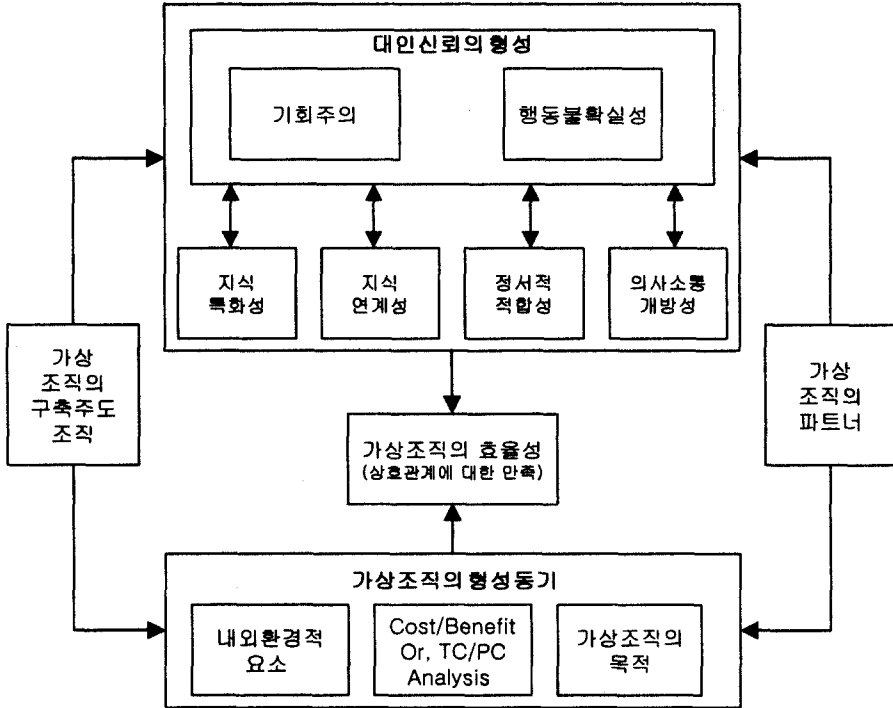 대인신뢰의 형성
기회주의
행동불확실성
지식
특화성
지식
연계성
정서적
적합성
의사소통
개방성
가상
조직의
구축주도
조직
가상
조직의
파트너
가상조직의 효율성
(상호관계에 대한 만족)
가상조직의 형성동기
내외환경적
요소
Cost/Benefit
Or, TC/PC
Analysis
가상조직의
목적